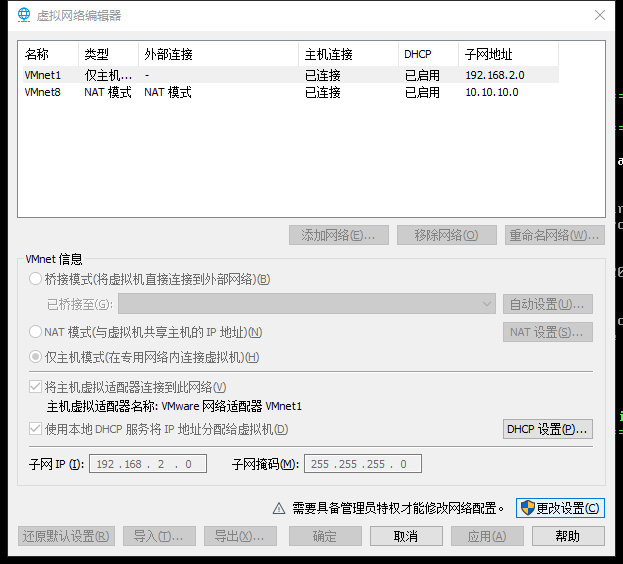 虚拟网络编辑器
名称 类型 外部连接 主机连接 DHCP 子网地址
VMnet1 仅主机... - 已连接 已启用 192.168.2.0
VMnet8 NAT 模式 NAT 模式 已连接 已启用 10.10.10.0
添加网络(E)... 移除网络(O) 重命名网络(W)...
VMnet 信息
桥接模式(将虚拟机直接连接到外部网络)(B)
已桥接至(G): 自动设置(U)...
NAT 模式(与虚拟机共享主机的 IP 地址)(N) NAT 设置(S)...
仅主机模式(在专用网络内连接虚拟机)(H)
将主机虚拟适配器连接到此网络(V)
主机虚拟适配器名称: VMware 网络适配器 VMnet1
使用本地 DHCP 服务将 IP 地址分配给虚拟机(D) DHCP 设置(P)...
子网 IP (I): 192 . 168 . 2 . 0 子网掩码(M): 255 . 255 . 255 . 0
需要具备管理员特权才能修改网络配置。 更改设置(C)
还原默认设置(R) 导入(T)... 导出(X)... 确定 取消 应用(A) 帮助